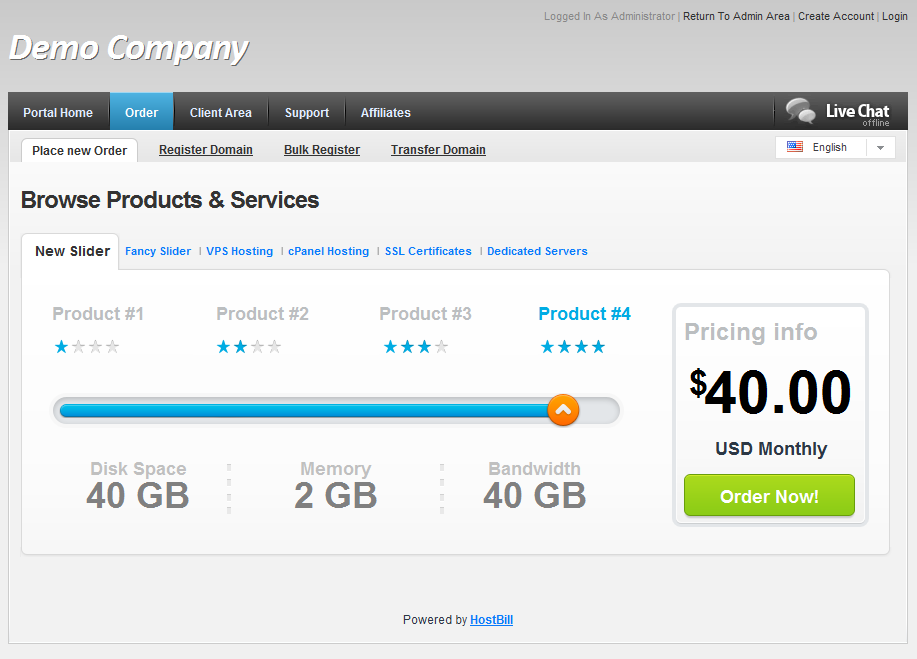 Logged In As Administrator | Return To Admin Area | Create Account | Login
Demo Company
Portal Home Order Client Area Support Affiliates Live Chat
offline
Place new Order Register Domain Bulk Register Transfer Domain English
Browse Products & Services
New Slider Fancy Slider | VPS Hosting | cPanel Hosting | SSL Certificates | Dedicated Servers
Product #1 Product #2 Product #3 Product #4
Pricing info
$40.00
USD Monthly
Disk Space Memory Bandwidth
40 GB 2 GB 40 GB
Order Now!
Powered by HostBill